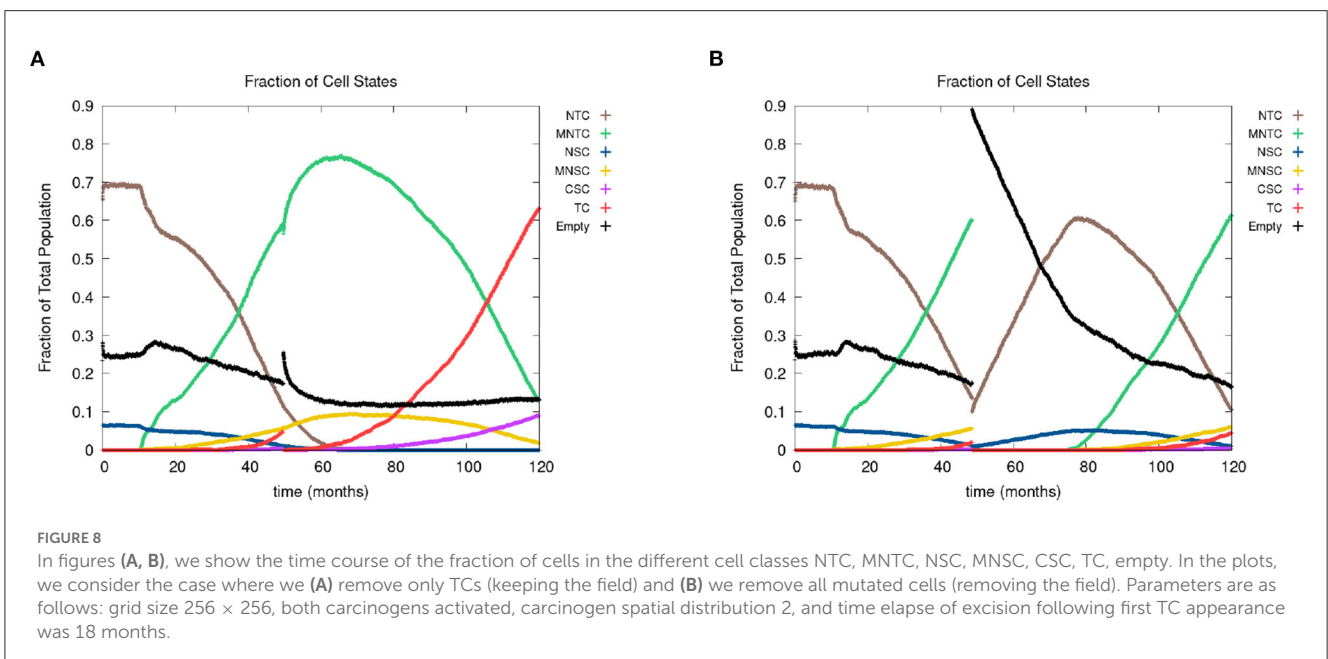 A
Fraction of Cell States
0.9
0.8
0.7
0.6
0.5
0.4
0.3
0.2
0.1
0
Fraction of Total Population
0 20 40 60 80 100 120
time (months)
NTC
MNTC
NSC
MNSC
CSC
TC
Empty
B
Fraction of Cell States
0.9
0.8
0.7
0.6
0.5
0.4
0.3
0.2
0.1
0
Fraction of Total Population
0 20 40 60 80 100 120
time (months)
NTC
MNTC
NSC
MNSC
CSC
TC
Empty
FIGURE 8
In figures (A, B), we show the time course of the fraction of cells in the different cell classes NTC, MNTC, NSC, MNSC, CSC, TC, empty. In the plots,
we consider the case where we (A) remove only TCs (keeping the field) and (B) we remove all mutated cells (removing the field). Parameters are as
follows: grid size 256 × 256, both carcinogens activated, carcinogen spatial distribution 2, and time elapse of excision following first TC appearance
was 18 months.